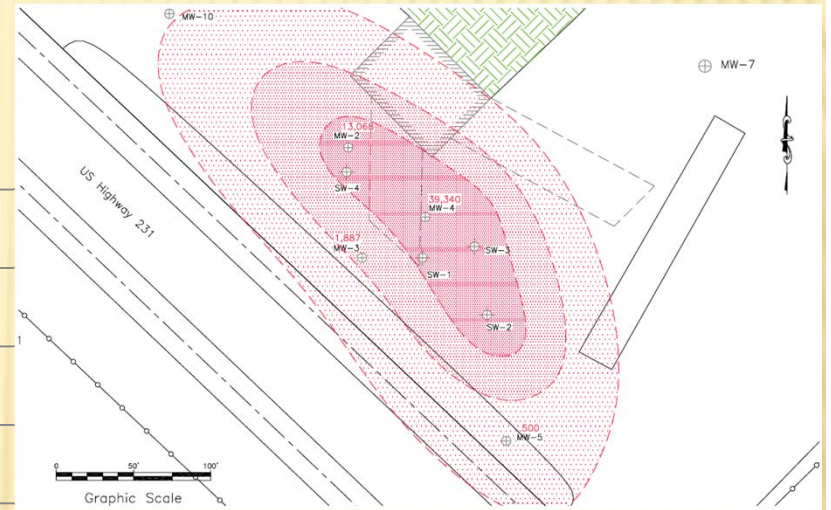 MW-10
MW-7
13,068
MW-2
SW-4
US Highway 231
39,340
MW-4
1,887
MW-3
SW-3
SW-1
SW-2
1
500
MW-5
0 50' 100'
Graphic Scale